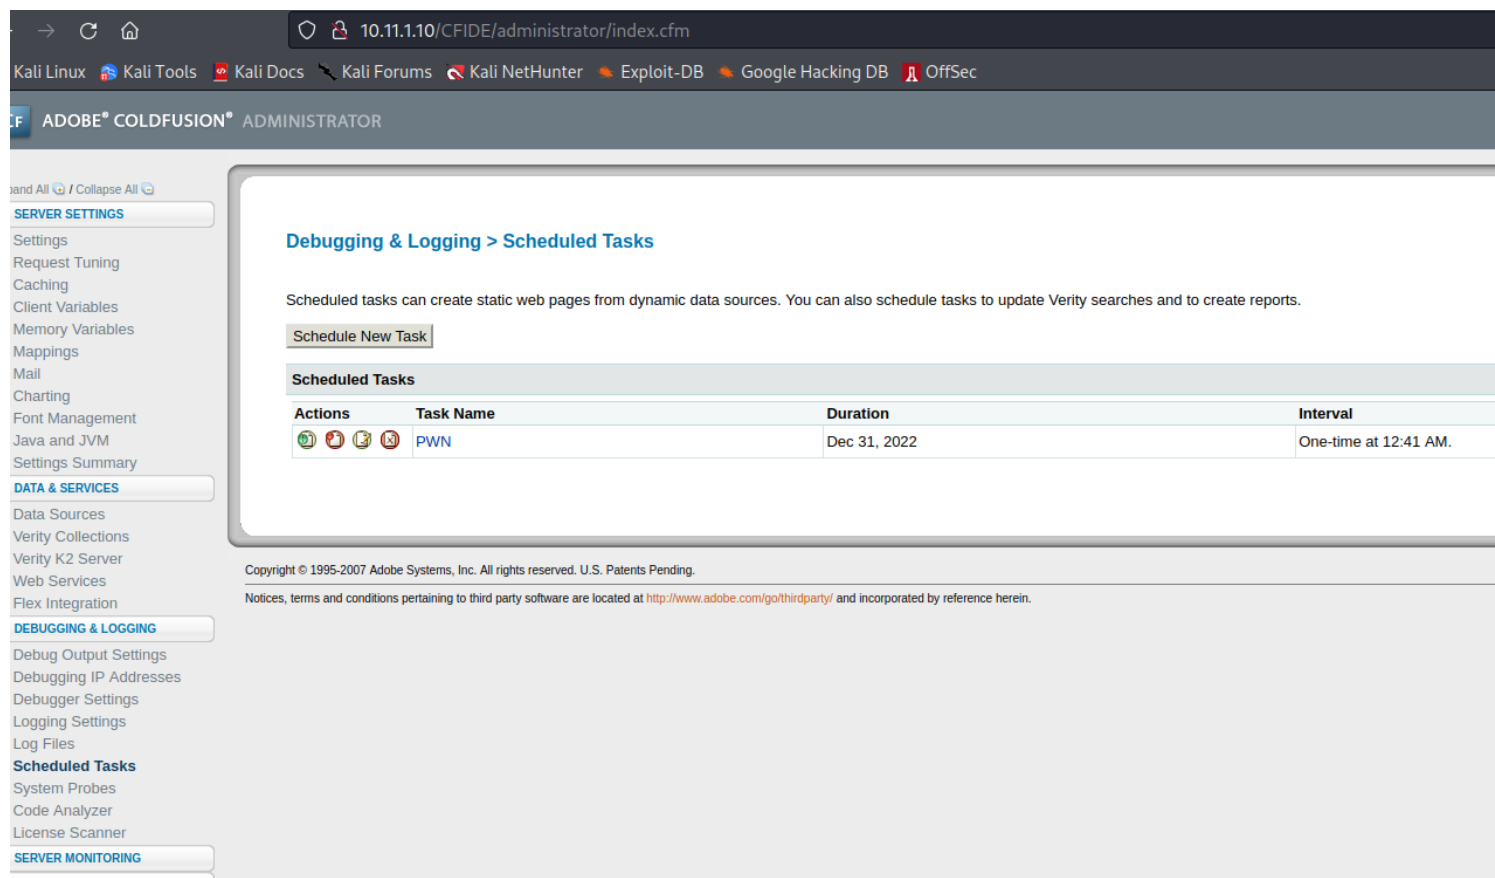 10.11.1.10/CFIDE/administrator/index.cfm
Kali Linux Kali Tools Kali Docs Kali Forums Kali NetHunter Exploit-DB Google Hacking DB OffSec
CF ADOBE® COLDFUSION® ADMINISTRATOR
All / Collapse All
SERVER SETTINGS
Settings
Request Tuning
Caching
Client Variables
Memory Variables
Mappings
Mail
Charting
Font Management
Java and JVM
Settings Summary
DATA & SERVICES
Data Sources
Verity Collections
Verity K2 Server
Web Services
Flex Integration
DEBUGGING & LOGGING
Debug Output Settings
Debugging IP Addresses
Debugger Settings
Logging Settings
Log Files
Scheduled Tasks
System Probes
Code Analyzer
License Scanner
SERVER MONITORING
Debugging & Logging > Scheduled Tasks
Scheduled tasks can create static web pages from dynamic data sources. You can also schedule tasks to update Verity searches and to create reports.
Schedule New Task
Scheduled Tasks
Actions Task Name Duration Interval
PWN Dec 31, 2022 One-time at 12:41 AM.
Copyright © 1995-2007 Adobe Systems, Inc. All rights reserved. U.S. Patents Pending.
Notices, terms and conditions pertaining to third party software are located at http://www.adobe.com/go/thirdparty/ and incorporated by reference herein.